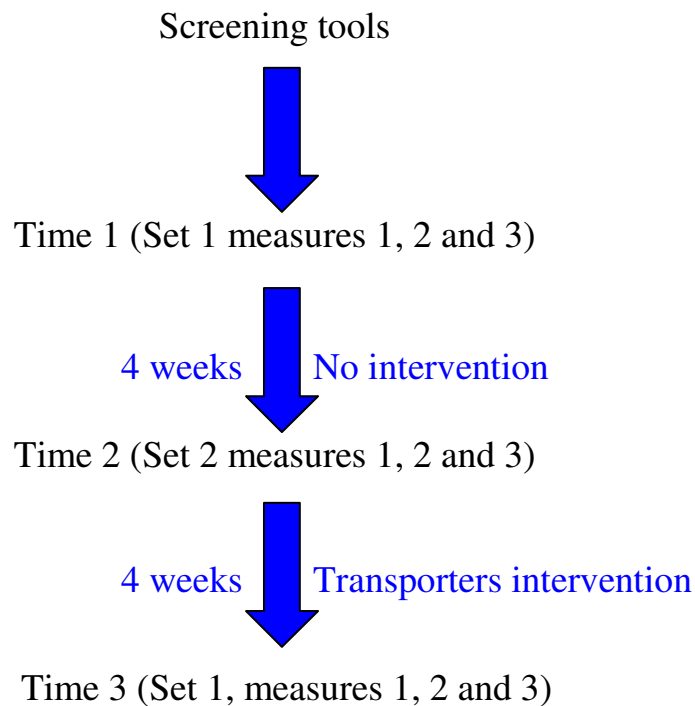 Screening tools
Time 1 (Set 1 measures 1, 2 and 3)
4 weeks No intervention
Time 2 (Set 2 measures 1, 2 and 3)
4 weeks Transporters intervention
Time 3 (Set 1, measures 1, 2 and 3)